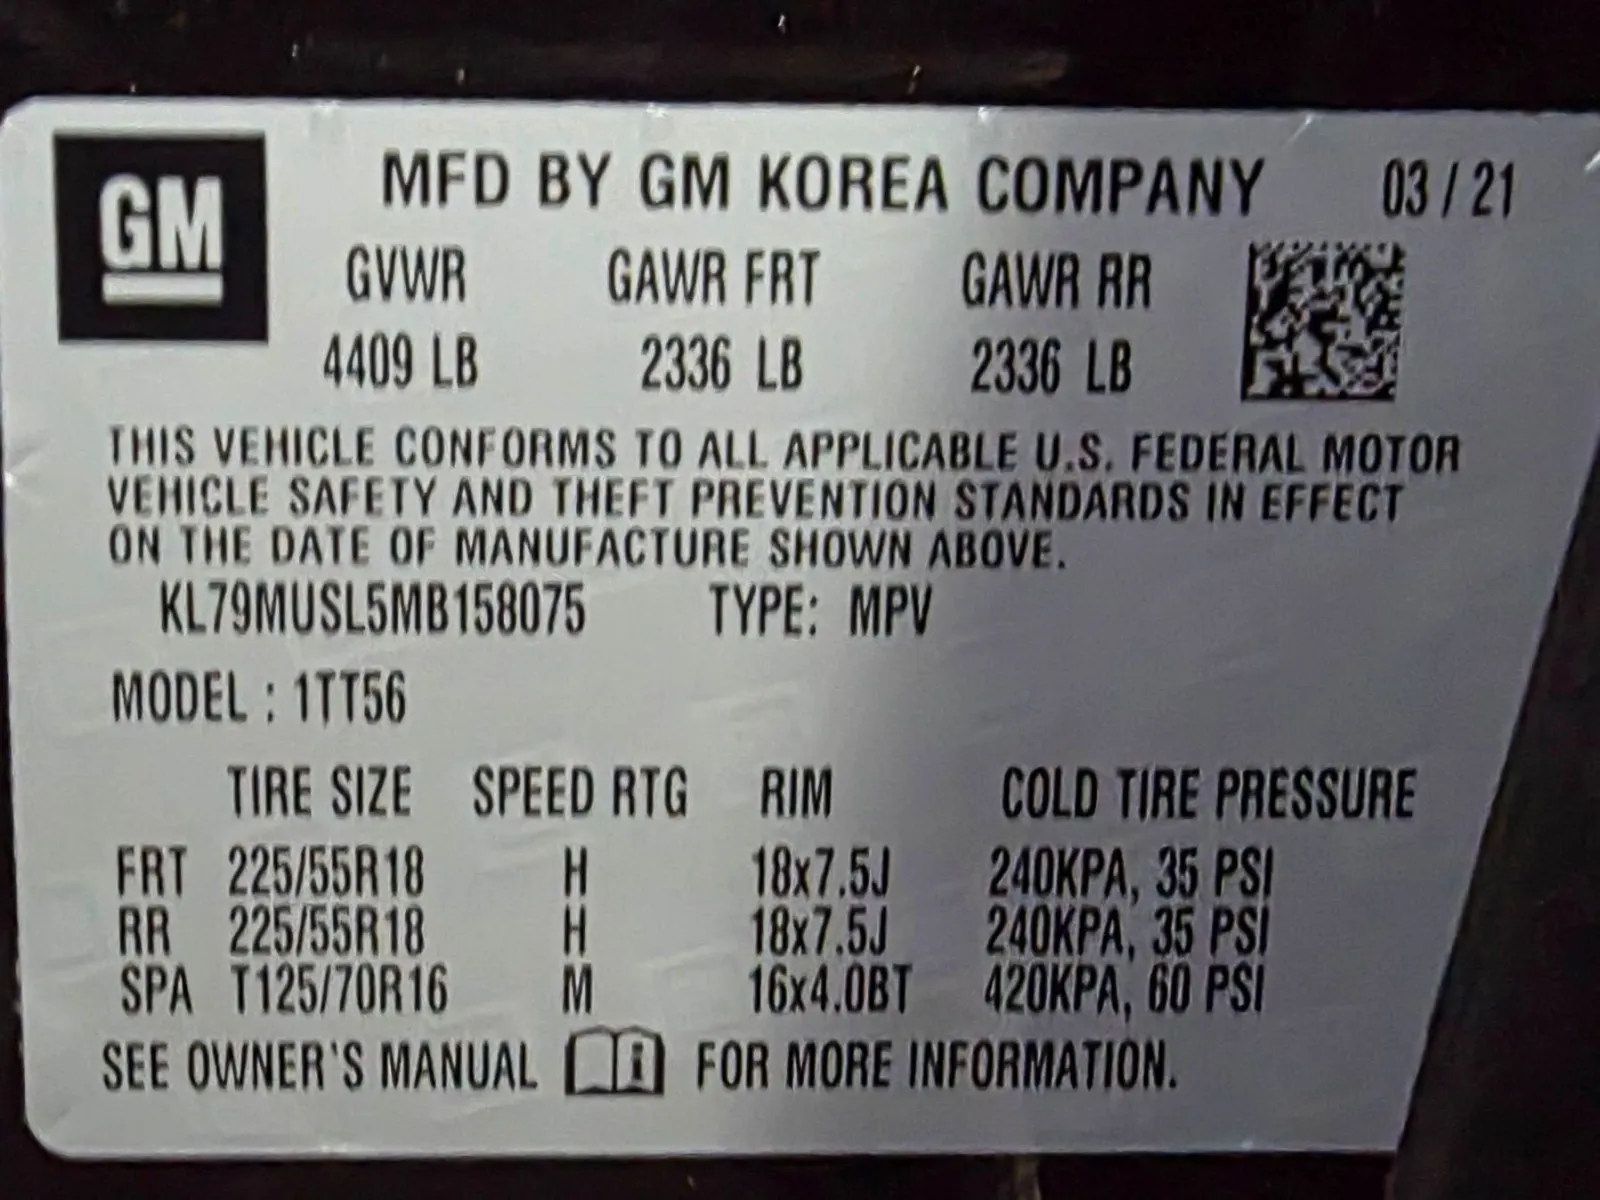 GM
MFD BY GM KOREA COMPANY 03 / 21
GVWR GAWR FRT GAWR RR
4409 LB 2336 LB 2336 LB
THIS VEHICLE CONFORMS TO ALL APPLICABLE U.S. FEDERAL MOTOR
VEHICLE SAFETY AND THEFT PREVENTION STANDARDS IN EFFECT
ON THE DATE OF MANUFACTURE SHOWN ABOVE.
KL79MUSL5MB158075 TYPE: MPV
MODEL : 1TT56
TIRE SIZE SPEED RTG RIM COLD TIRE PRESSURE
FRT 225/55R18 H 18x7.5J 240KPA, 35 PSI
RR 225/55R18 H 18x7.5J 240KPA, 35 PSI
SPA T125/70R16 M 16x4.0BT 420KPA, 60 PSI
SEE OWNER'S MANUAL i FOR MORE INFORMATION.